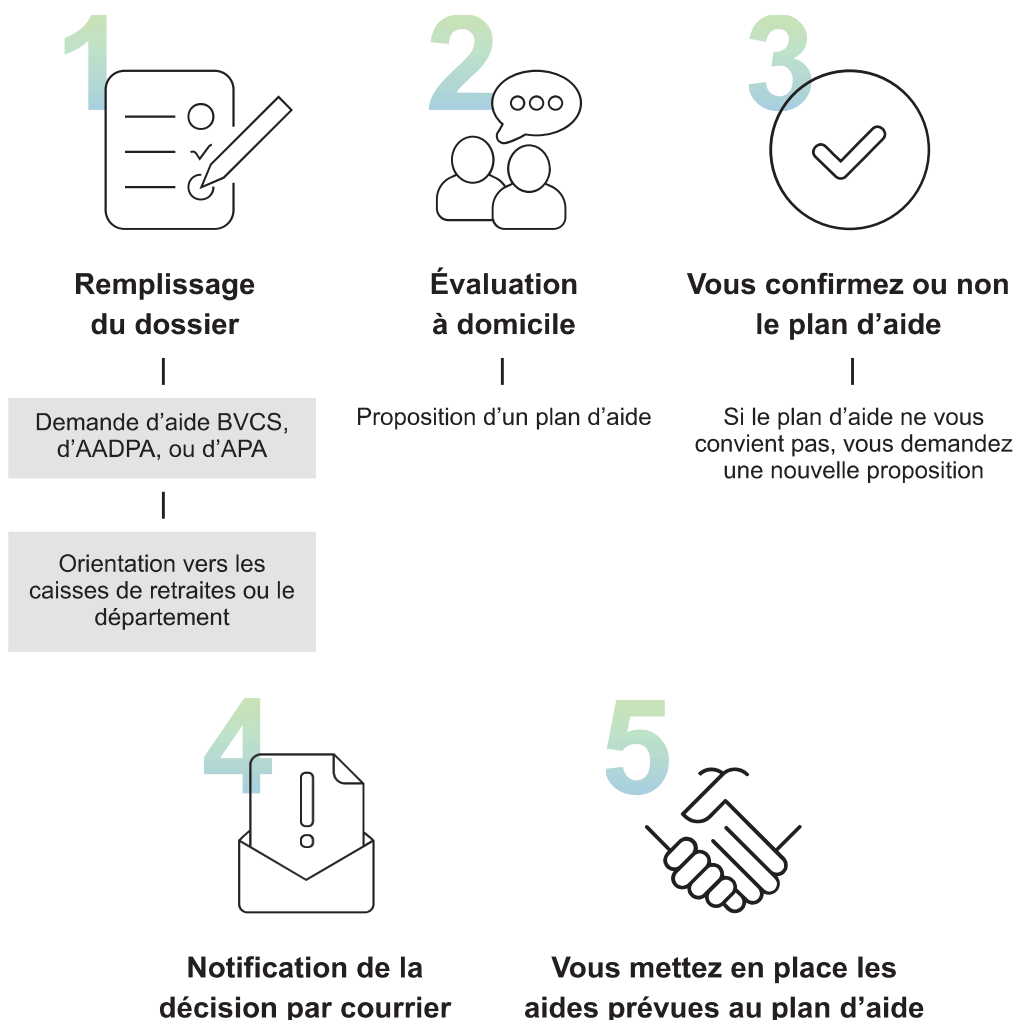 1
Remplissage
du dossier
Demande d’aide BVCS,
d’AADPA, ou d’APA
Orientation vers les
caisses de retraites ou le
département
2
Évaluation
à domicile
Proposition d’un plan d’aide
3
Vous confirmez ou non
le plan d’aide
Si le plan d’aide ne vous
convient pas, vous demandez
une nouvelle proposition
4
Notification de la
décision par courrier
5
Vous mettez en place les
aides prévues au plan d’aide